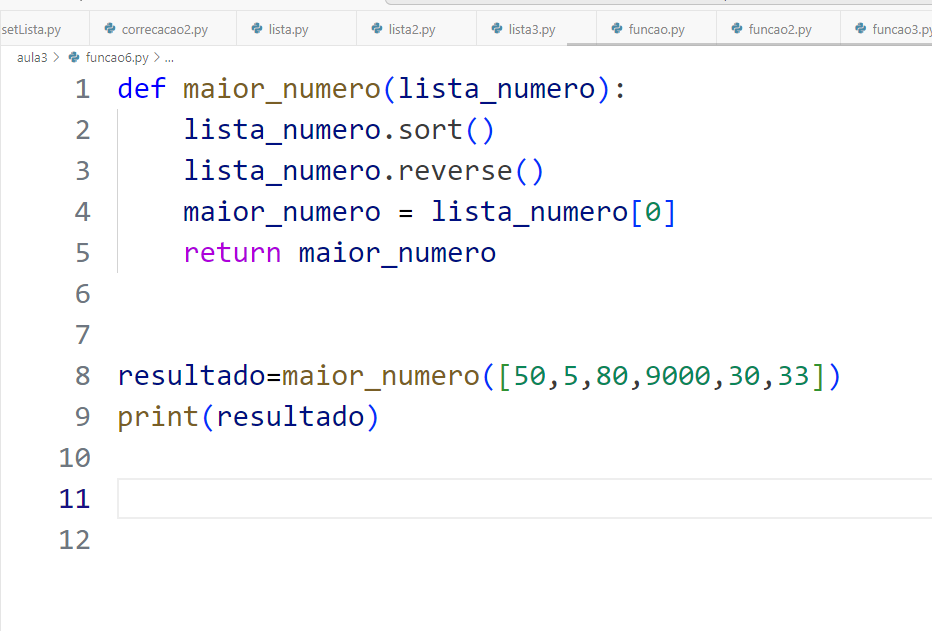 setLista.py correcacao2.py lista.py lista2.py lista3.py funcao.py funcao2.py funcao3.py
aula3 > funcao6.py > ...
1 def maior_numero(lista_numero):
2     lista_numero.sort()
3     lista_numero.reverse()
4     maior_numero = lista_numero[0]
5     return maior_numero
6
7
8 resultado=maior_numero([50,5,80,9000,30,33])
9 print(resultado)
10
11
12